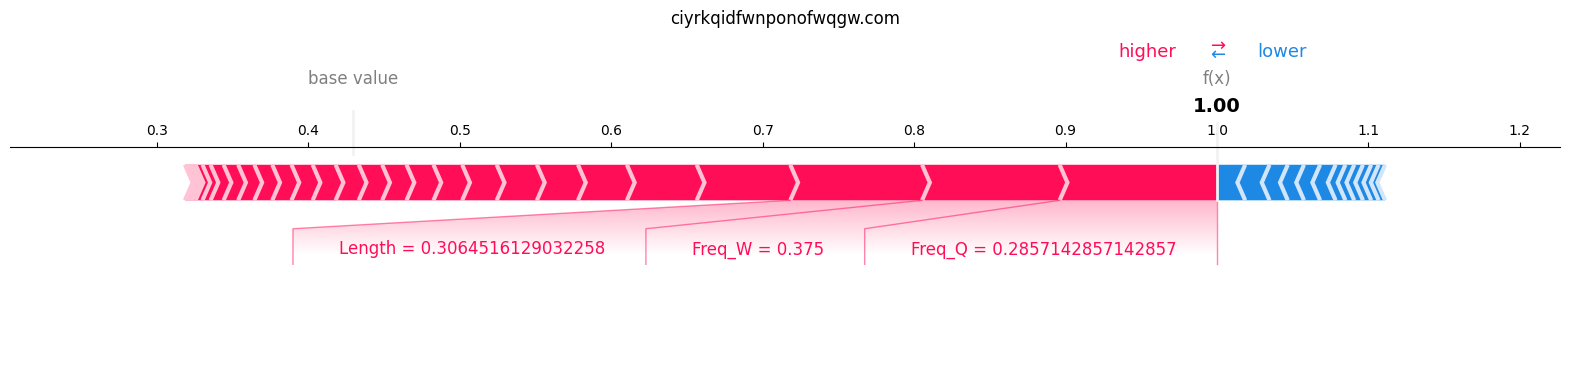 ciyrkqidfwnponofwqgw.com
higher ⇄ lower
base value
f(x)
1.00
0.3 0.4 0.5 0.6 0.7 0.8 0.9 1.0 1.1 1.2
Length = 0.3064516129032258 Freq_W = 0.375 Freq_Q = 0.2857142857142857